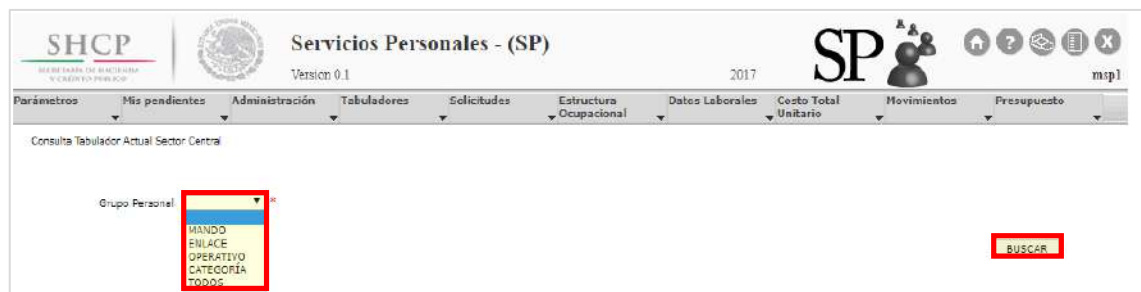 SHCP
SECRETARÍA DE HACIENDA
Y CRÉDITO PÚBLICO
Servicios Personales - (SP)
Version 0.1
2017
SP
msp1
Parámetros Mis pendientes Administración Tabuladores Solicitudes Estructura Ocupacional Datos Laborales Costo Total Unitario Movimientos Presupuesto
Consulta Tabulador Actual Sector Central
Grupo Personal *
MANDO
ENLACE
OPERATIVO
CATEGORÍA
TODOS
BUSCAR